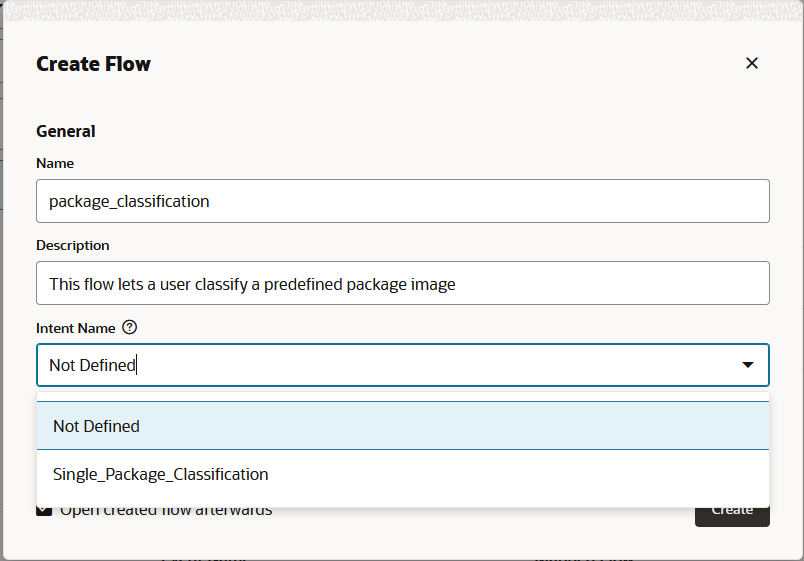 Create Flow
General
Name
package_classification
Description
This flow lets a user classify a predefined package image
Intent Name
Not Defined
Not Defined
Single_Package_Classification
Open created flow afterwards
Create